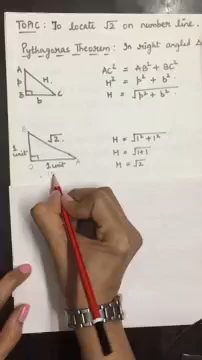 TOPIC: To locate √2 on number line.
Pythagoras Theorem: In right angled
A
P
H
B
b
C
AC² = AB² + BC²
H² = p² + b²
H = √p² + b²
√2
1 unit
O
1 unit
A
H = √1² + 1²
H = √1+1
H = √2